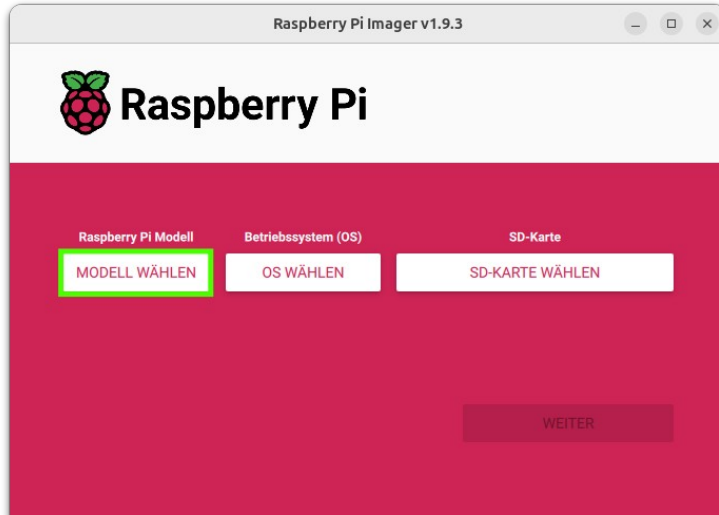 Raspberry Pi Imager v1.9.3
Raspberry Pi
Raspberry Pi Modell Betriebssystem (OS) SD-Karte
MODELL WÄHLEN OS WÄHLEN SD-KARTE WÄHLEN
WEITER